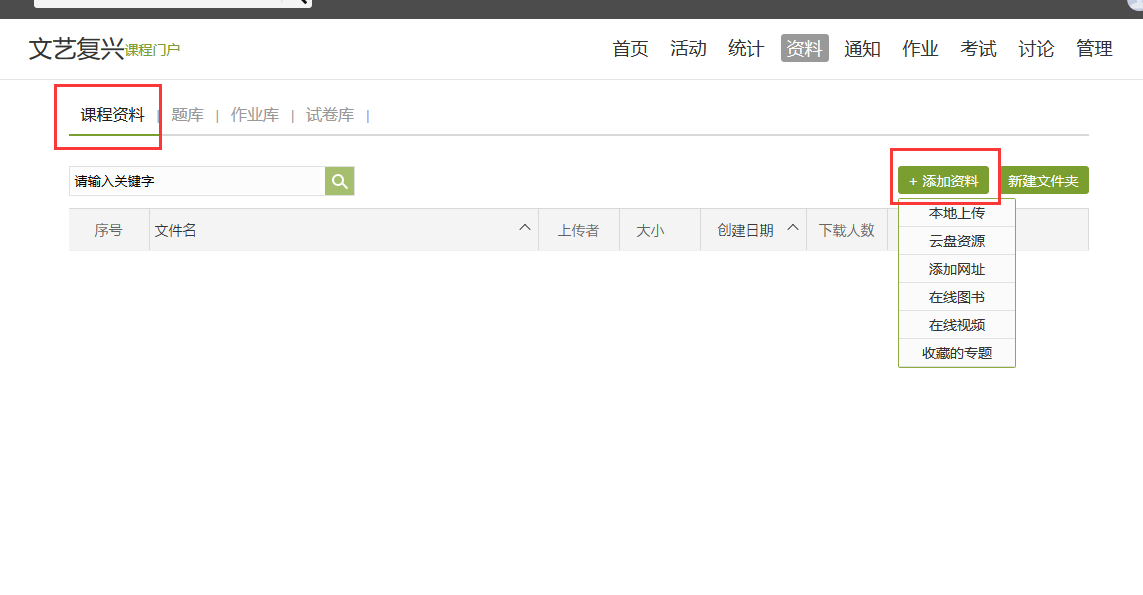 文艺复兴课程门户 首页 活动 统计 资料 通知 作业 考试 讨论 管理
课程资料 | 题库 | 作业库 | 试卷库 |
请输入关键字 + 添加资料 新建文件夹
序号 文件名 上传者 大小 创建日期 下载人数
本地上传
云盘资源
添加网址
在线图书
在线视频
收藏的专题